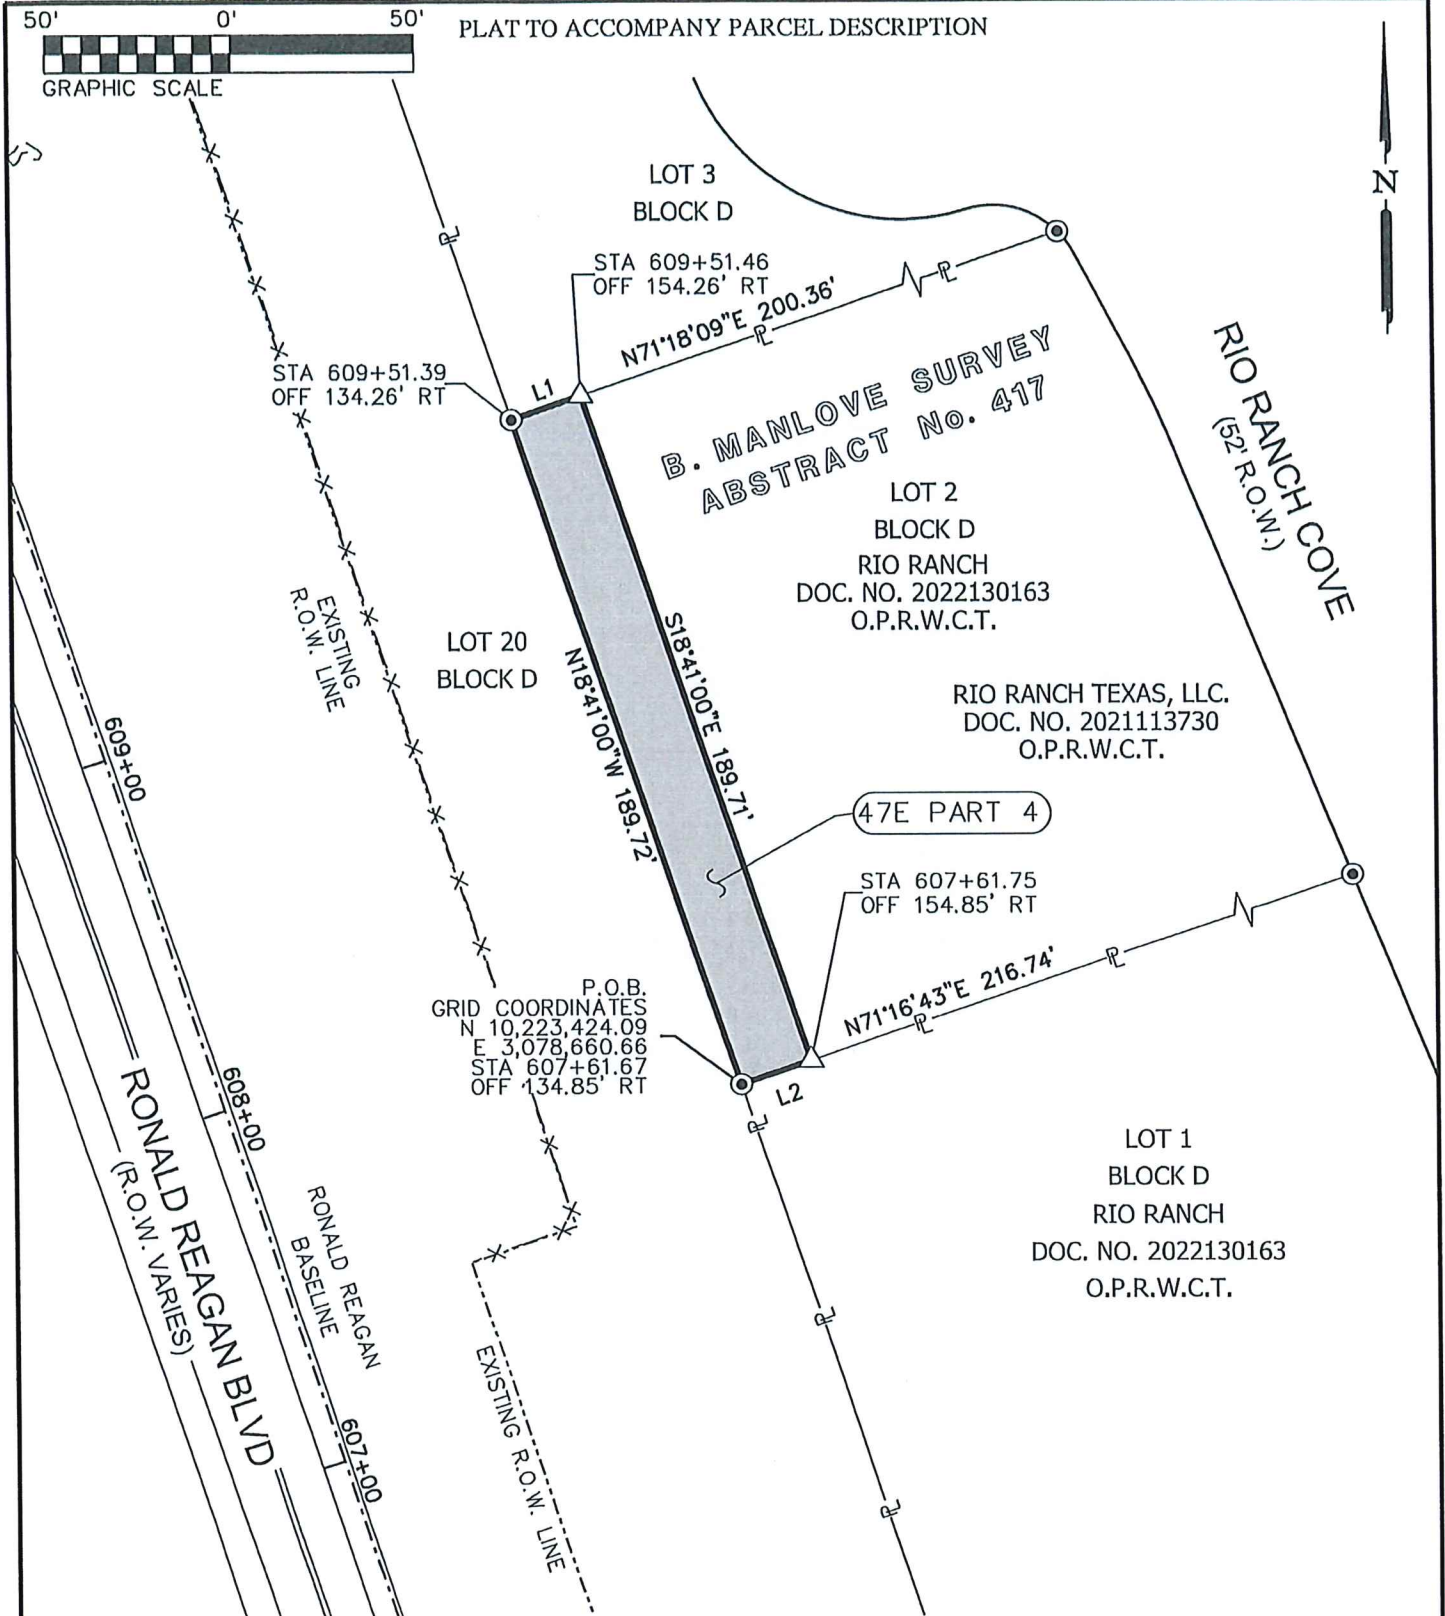 50' 0' 50'
PLAT TO ACCOMPANY PARCEL DESCRIPTION
GRAPHIC SCALE
N
LOT 3
BLOCK D
STA 609+51.46
OFF 154.26' RT
N71°18'09"E 200.36'
STA 609+51.39
OFF 134.26' RT
L1
B. MANLOVE SURVEY
ABSTRACT No. 417
RIO RANCH COVE
(52' R.O.W.)
LOT 2
BLOCK D
RIO RANCH
DOC. NO. 2022130163
O.P.R.W.C.T.
EXISTING
R.O.W. LINE
LOT 20
BLOCK D
N18°41'00"W 189.72'
S18°41'00"E 189.71'
RIO RANCH TEXAS, LLC.
DOC. NO. 2021113730
O.P.R.W.C.T.
609+00
47E PART 4
STA 607+61.75
OFF 154.85' RT
N71°16'43"E 216.74'
P.O.B.
GRID COORDINATES
N 10,223,424.09
E 3,078,660.66
STA 607+61.67
OFF 134.85' RT
L2
608+00
RONALD REAGAN BLVD
(R.O.W. VARIES)
RONALD REAGAN
BASELINE
LOT 1
BLOCK D
RIO RANCH
DOC. NO. 2022130163
O.P.R.W.C.T.
EXISTING R.O.W. LINE
607+00